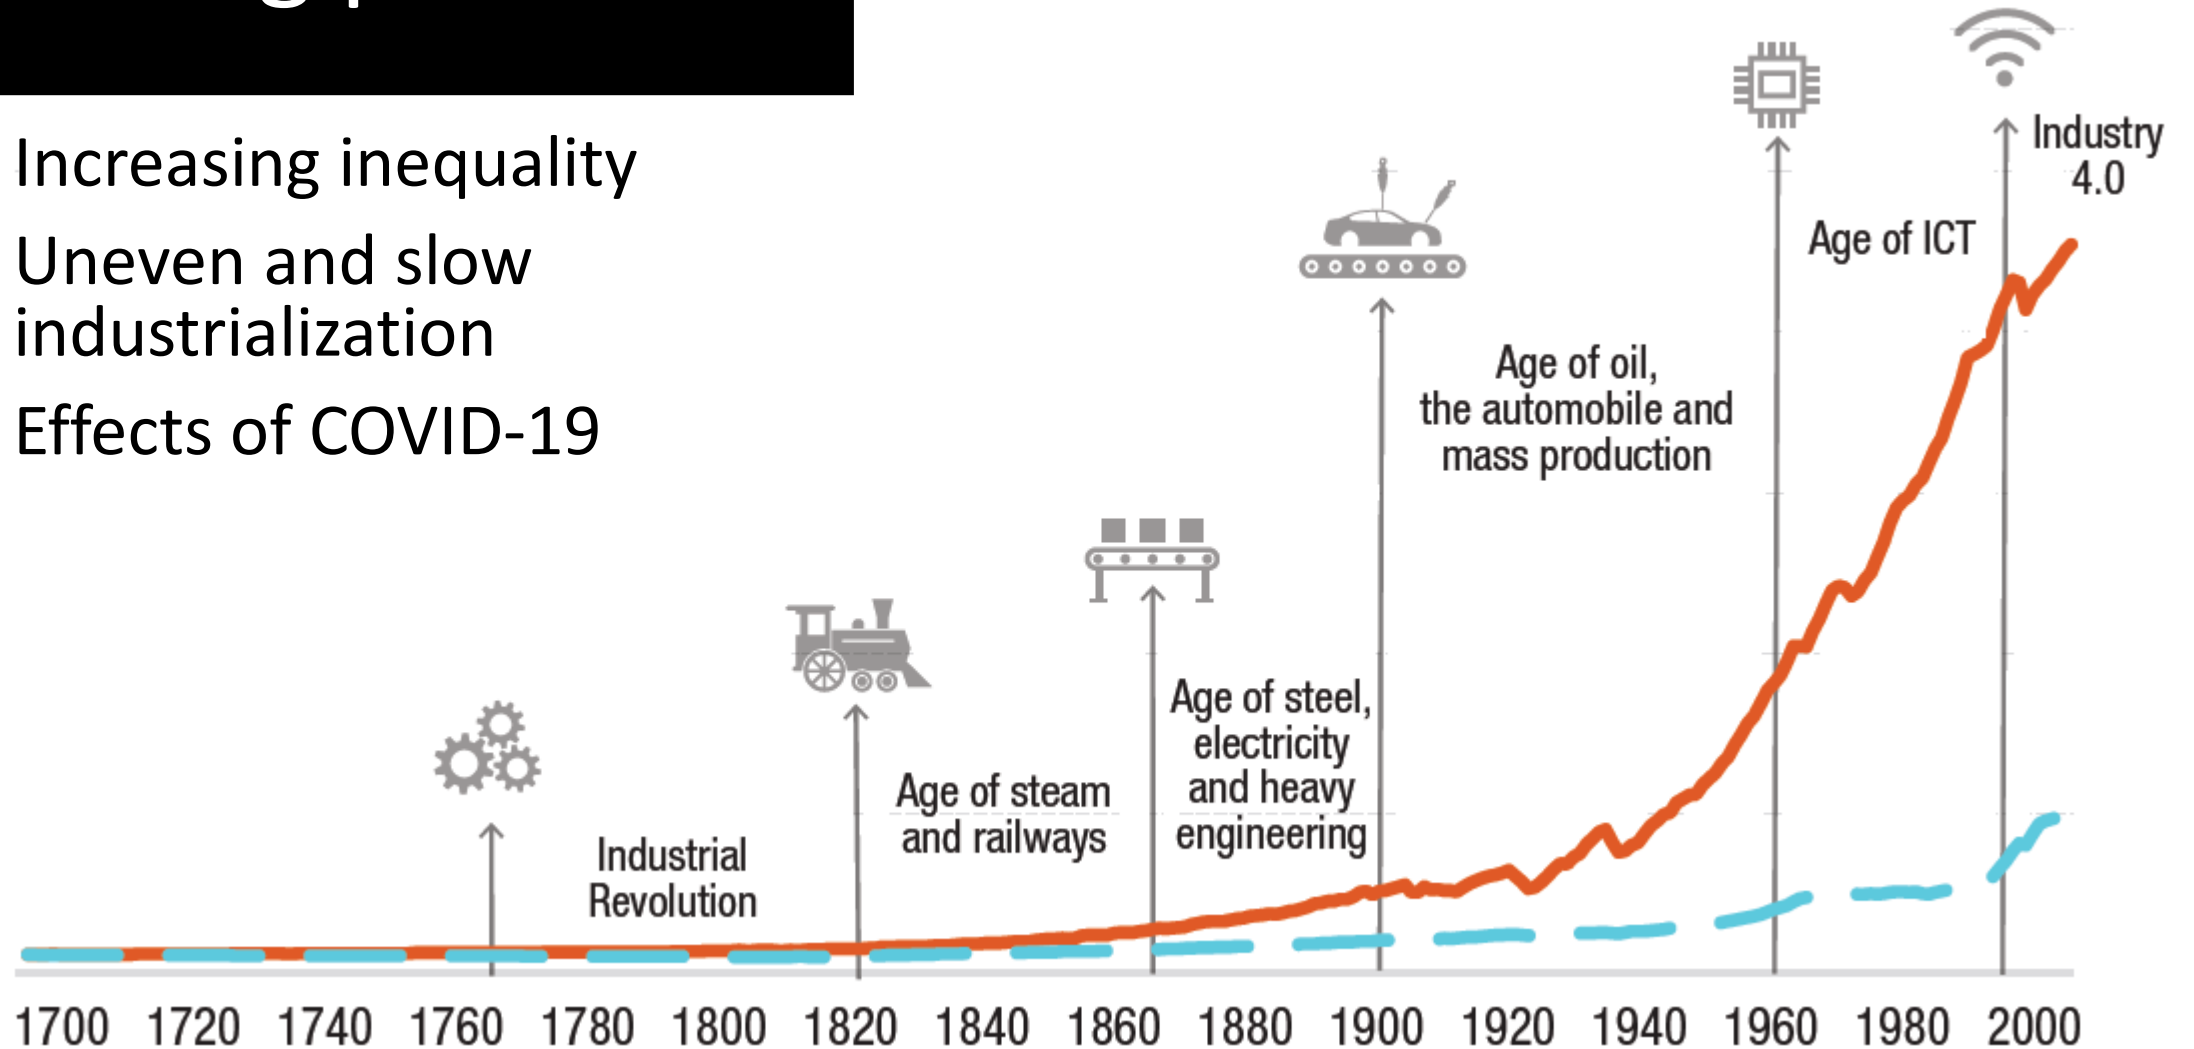 Increasing inequality
Uneven and slow
industrialization
Effects of COVID-19
Industrial
Revolution
Age of steam
and railways
Age of steel,
electricity
and heavy
engineering
Age of oil,
the automobile and
mass production
Age of ICT
Industry
4.0
1700 1720 1740 1760 1780 1800 1820 1840 1860 1880 1900 1920 1940 1960 1980 2000